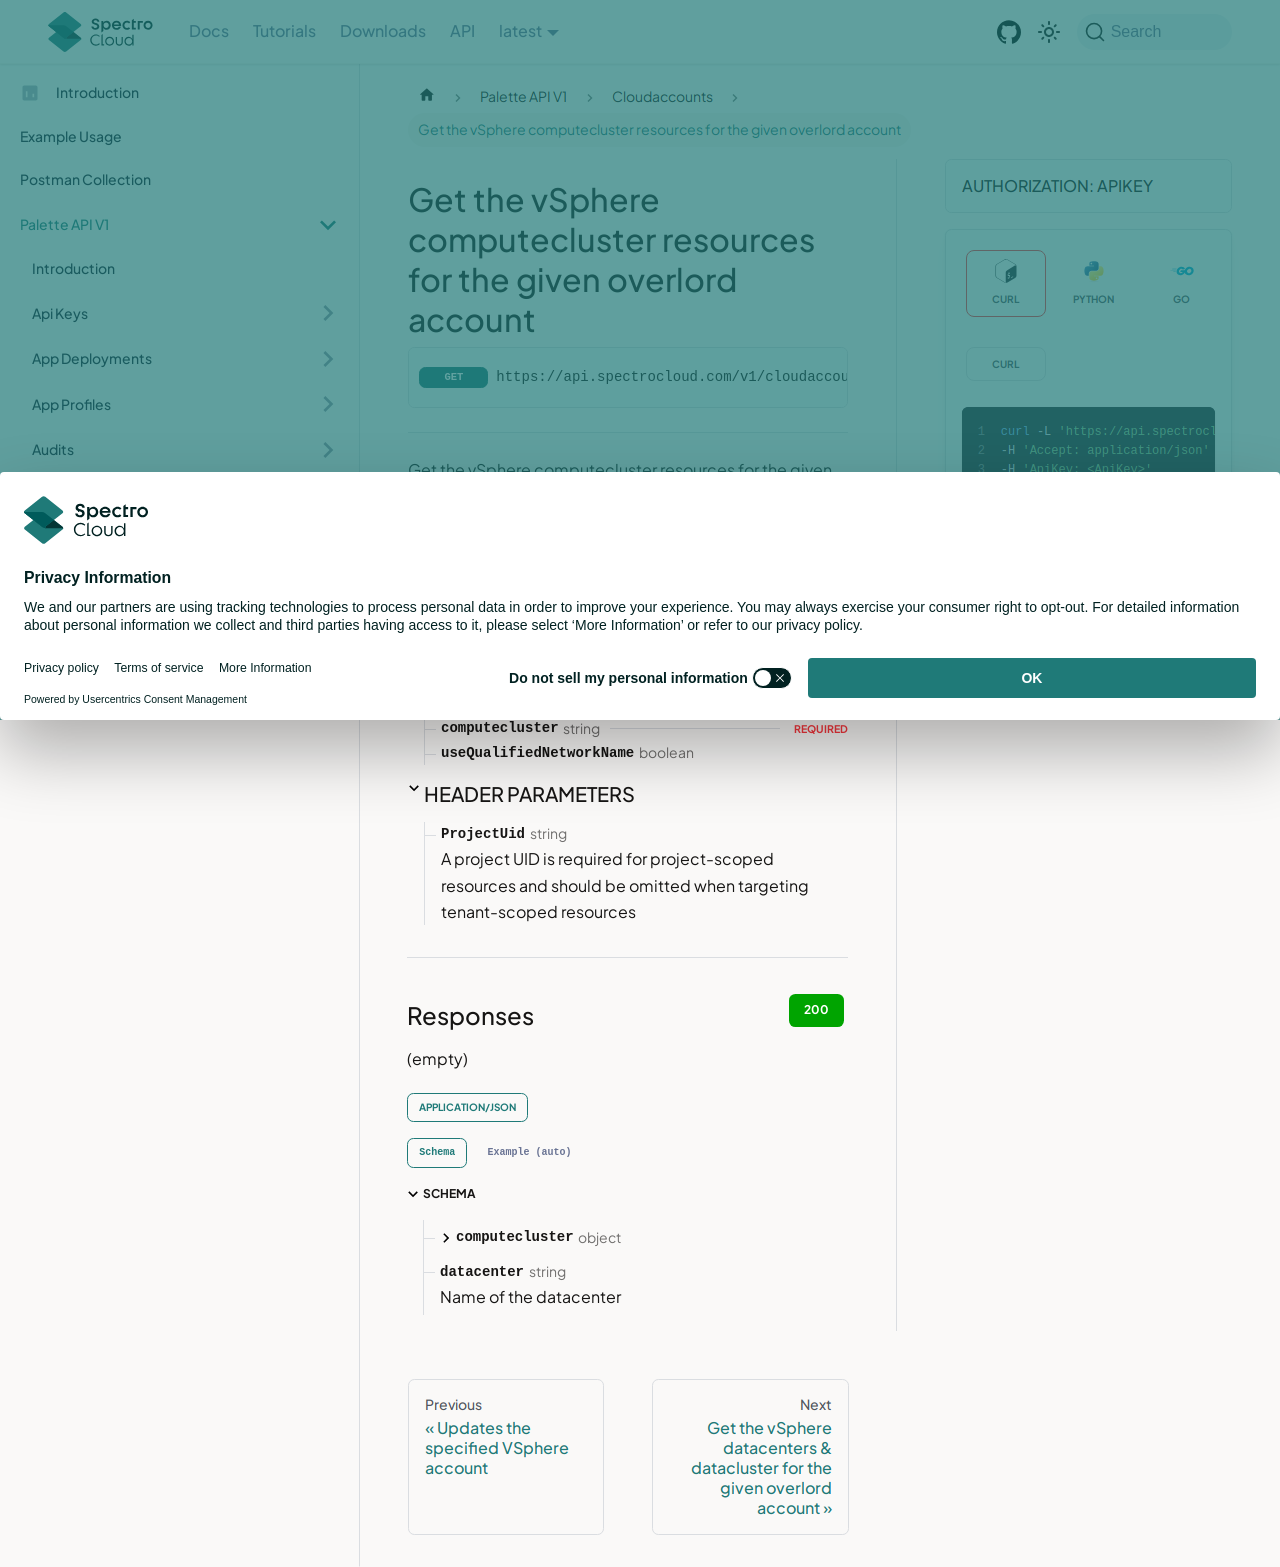 Spectro Cloud
Docs
Tutorials
Downloads
API
latest
Search
Introduction
Example Usage
Postman Collection
Palette API V1
Introduction
Api Keys
App Deployments
App Profiles
Audits
Palette API V1
Cloudaccounts
Get the vSphere computecluster resources for the given overlord account
Get the vSphere
computecluster resources
for the given overlord
account
GET https://api.spectrocloud.com/v1/cloudaccou
Get the vSphere computecluster resources for the given
AUTHORIZATION: APIKEY
CURL
PYTHON
GO
CURL
1 curl -L 'https://api.spectrocl
2 -H 'Accept: application/json'
3 -H 'ApiKey: <ApiKey>'
Spectro Cloud
Privacy Information
We and our partners are using tracking technologies to process personal data in order to improve your experience. You may always exercise your consumer right to opt-out. For detailed information
about personal information we collect and third parties having access to it, please select ‘More Information’ or refer to our privacy policy.
Privacy policy
Terms of service
More Information
Do not sell my personal information
OK
Powered by Usercentrics Consent Management
computecluster string REQUIRED
useQualifiedNetworkName boolean
HEADER PARAMETERS
ProjectUid string
A project UID is required for project-scoped
resources and should be omitted when targeting
tenant-scoped resources
Responses
200
(empty)
APPLICATION/JSON
Schema
Example (auto)
SCHEMA
computecluster object
datacenter string
Name of the datacenter
Previous
« Updates the
specified VSphere
account
Next
Get the vSphere
datacenters &
datacluster for the
given overlord
account »